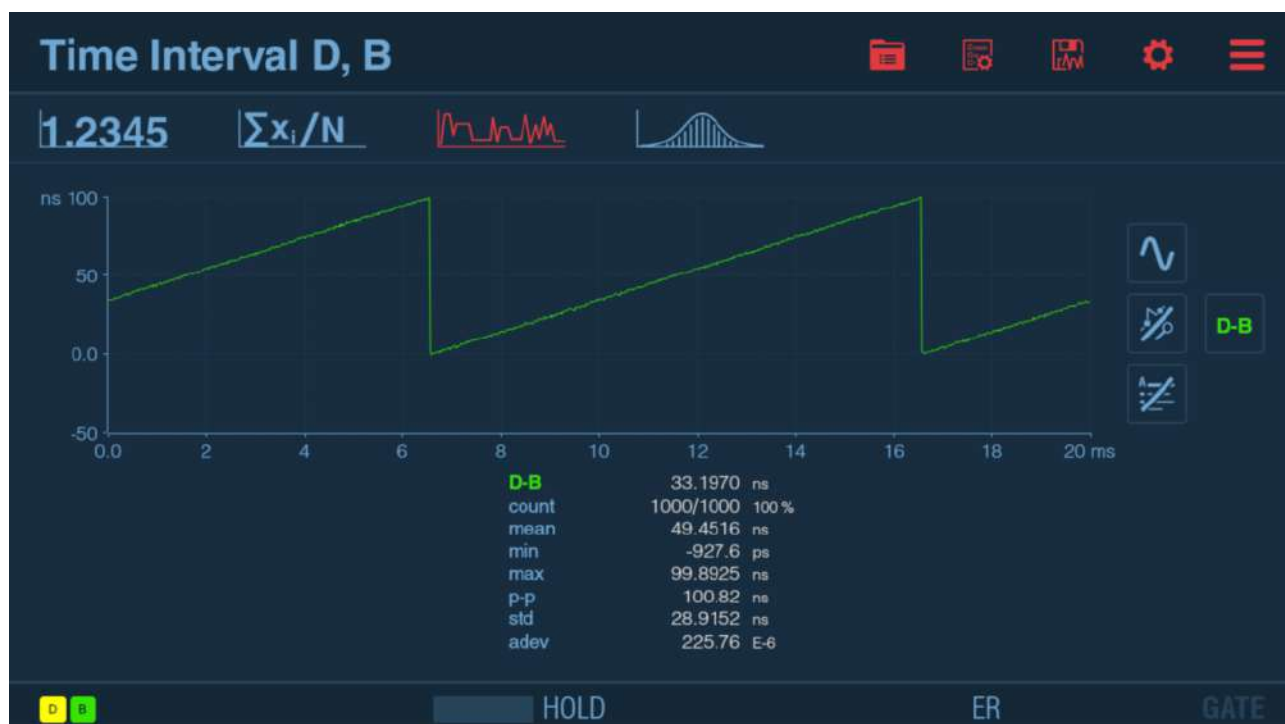 Time Interval D, B
1.2345 Σxᵢ/N
ns 100
50
0.0
-50
0.0 2 4 6 8 10 12 14 16 18 20 ms
D-B
D-B 33.1970 ns
count 1000/1000 100 %
mean 49.4516 ns
min -927.6 ps
max 99.8925 ns
p-p 100.82 ns
std 28.9152 ns
adev 225.76 E-6
D B HOLD ER GATE